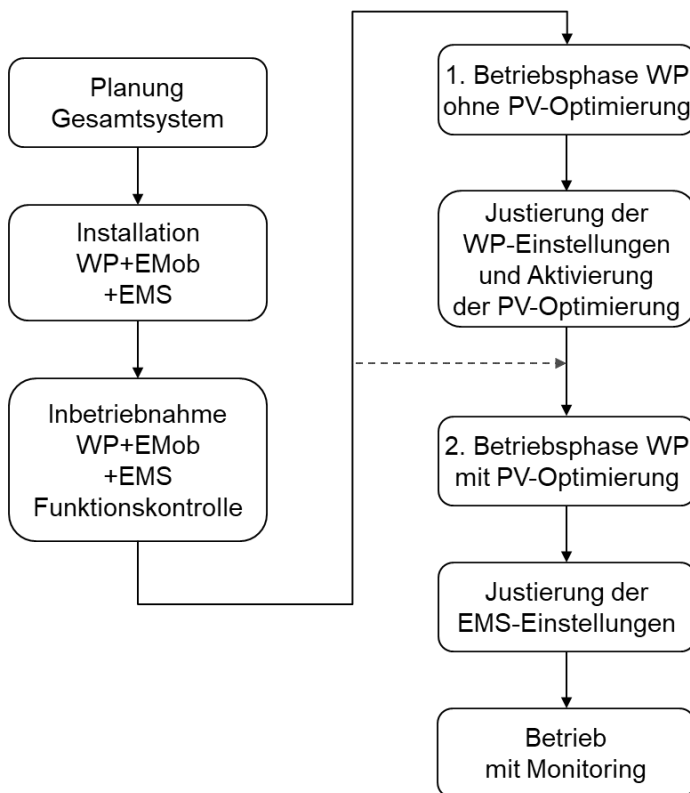 Planung
Gesamtsystem
Installation
WP+EMob
+EMS
Inbetriebnahme
WP+EMob
+EMS
Funktionskontrolle
1. Betriebsphase WP
ohne PV-Optimierung
Justierung der
WP-Einstellungen
und Aktivierung
der PV-Optimierung
2. Betriebsphase WP
mit PV-Optimierung
Justierung der
EMS-Einstellungen
Betrieb
mit Monitoring